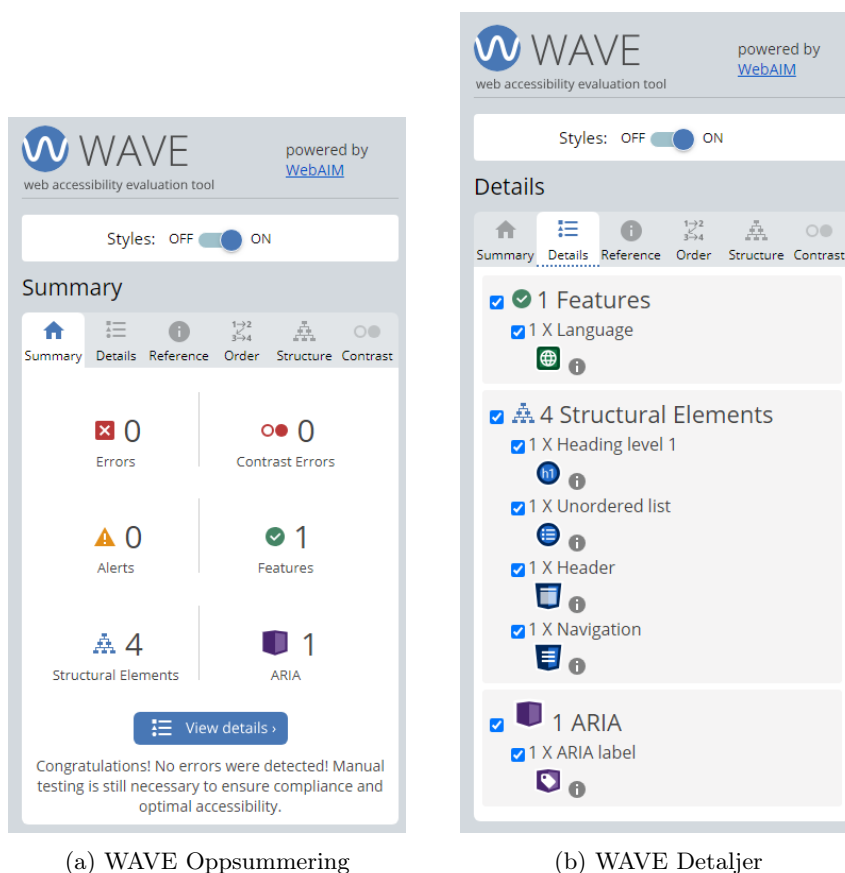 WAVE
powered by
WebAIM
web accessibility evaluation tool
Styles: OFF ON
Summary
Summary Details Reference Order Structure Contrast
0
Errors
0
Contrast Errors
0
Alerts
1
Features
4
Structural Elements
1
ARIA
View details ›
Congratulations! No errors were detected! Manual
testing is still necessary to ensure compliance and
optimal accessibility.
(a) WAVE Oppsummering
WAVE
powered by
WebAIM
web accessibility evaluation tool
Styles: OFF ON
Details
Summary Details Reference Order Structure Contrast
1 Features
1 X Language
4 Structural Elements
1 X Heading level 1
h1
1 X Unordered list
1 X Header
1 X Navigation
1 ARIA
1 X ARIA label
(b) WAVE Detaljer